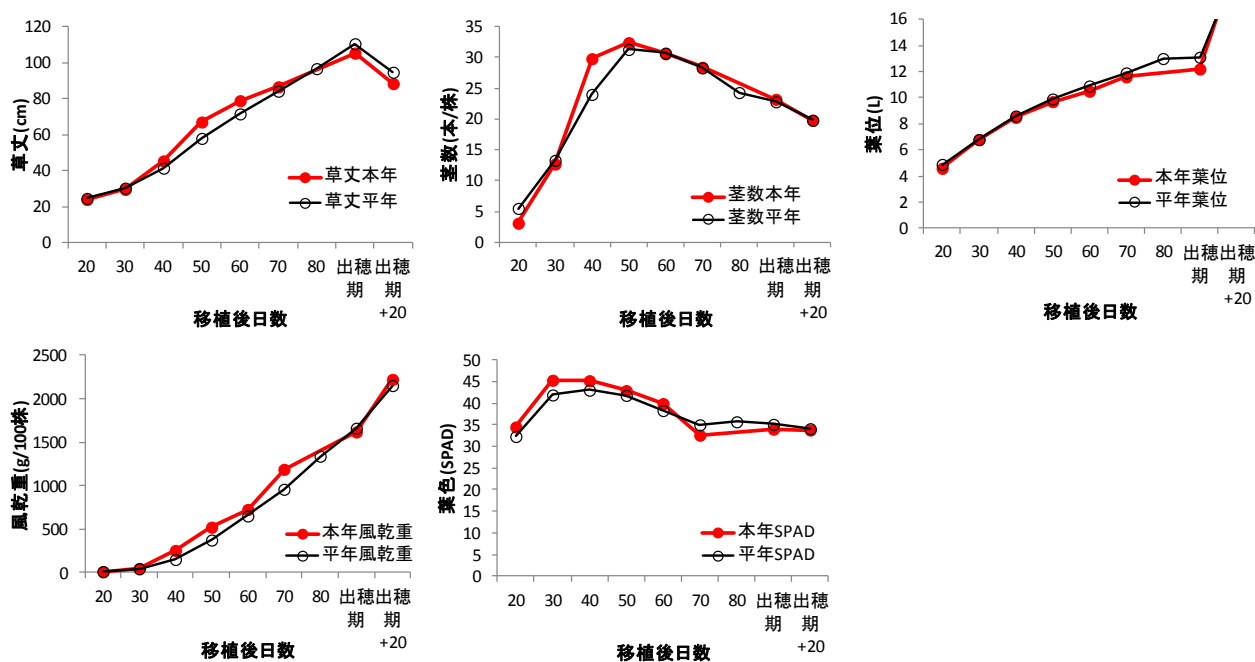 120
100
80
60
40
20
0
草丈(cm)
草丈本年
草丈平年
20 30 40 50 60 70 80 出穂期 出穂期+20
移植後日数
35
30
25
20
15
10
5
0
茎数(本/株)
茎数本年
茎数平年
20 30 40 50 60 70 80 出穂期 出穂期+20
移植後日数
16
14
12
10
8
6
4
2
0
葉位(L)
本年葉位
平年葉位
20 30 40 50 60 70 80 出穂期 出穂期+20
移植後日数
2500
2000
1500
1000
500
0
風乾重(g/100株)
本年風乾重
平年風乾重
20 30 40 50 60 70 80 出穂期 出穂期+20
移植後日数
50
45
40
35
30
25
20
15
10
5
0
葉色(SPAD)
本年SPAD
平年SPAD
20 30 40 50 60 70 80 出穂期 出穂期+20
移植後日数